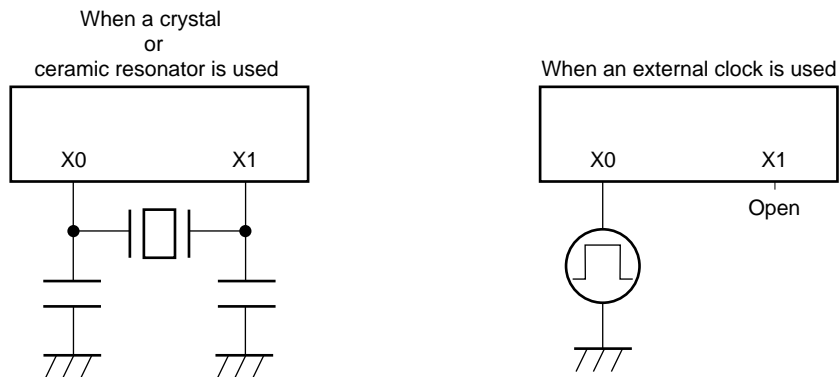 When a crystal
or
ceramic resonator is used
X0
X1
When an external clock is used
X0
X1
Open